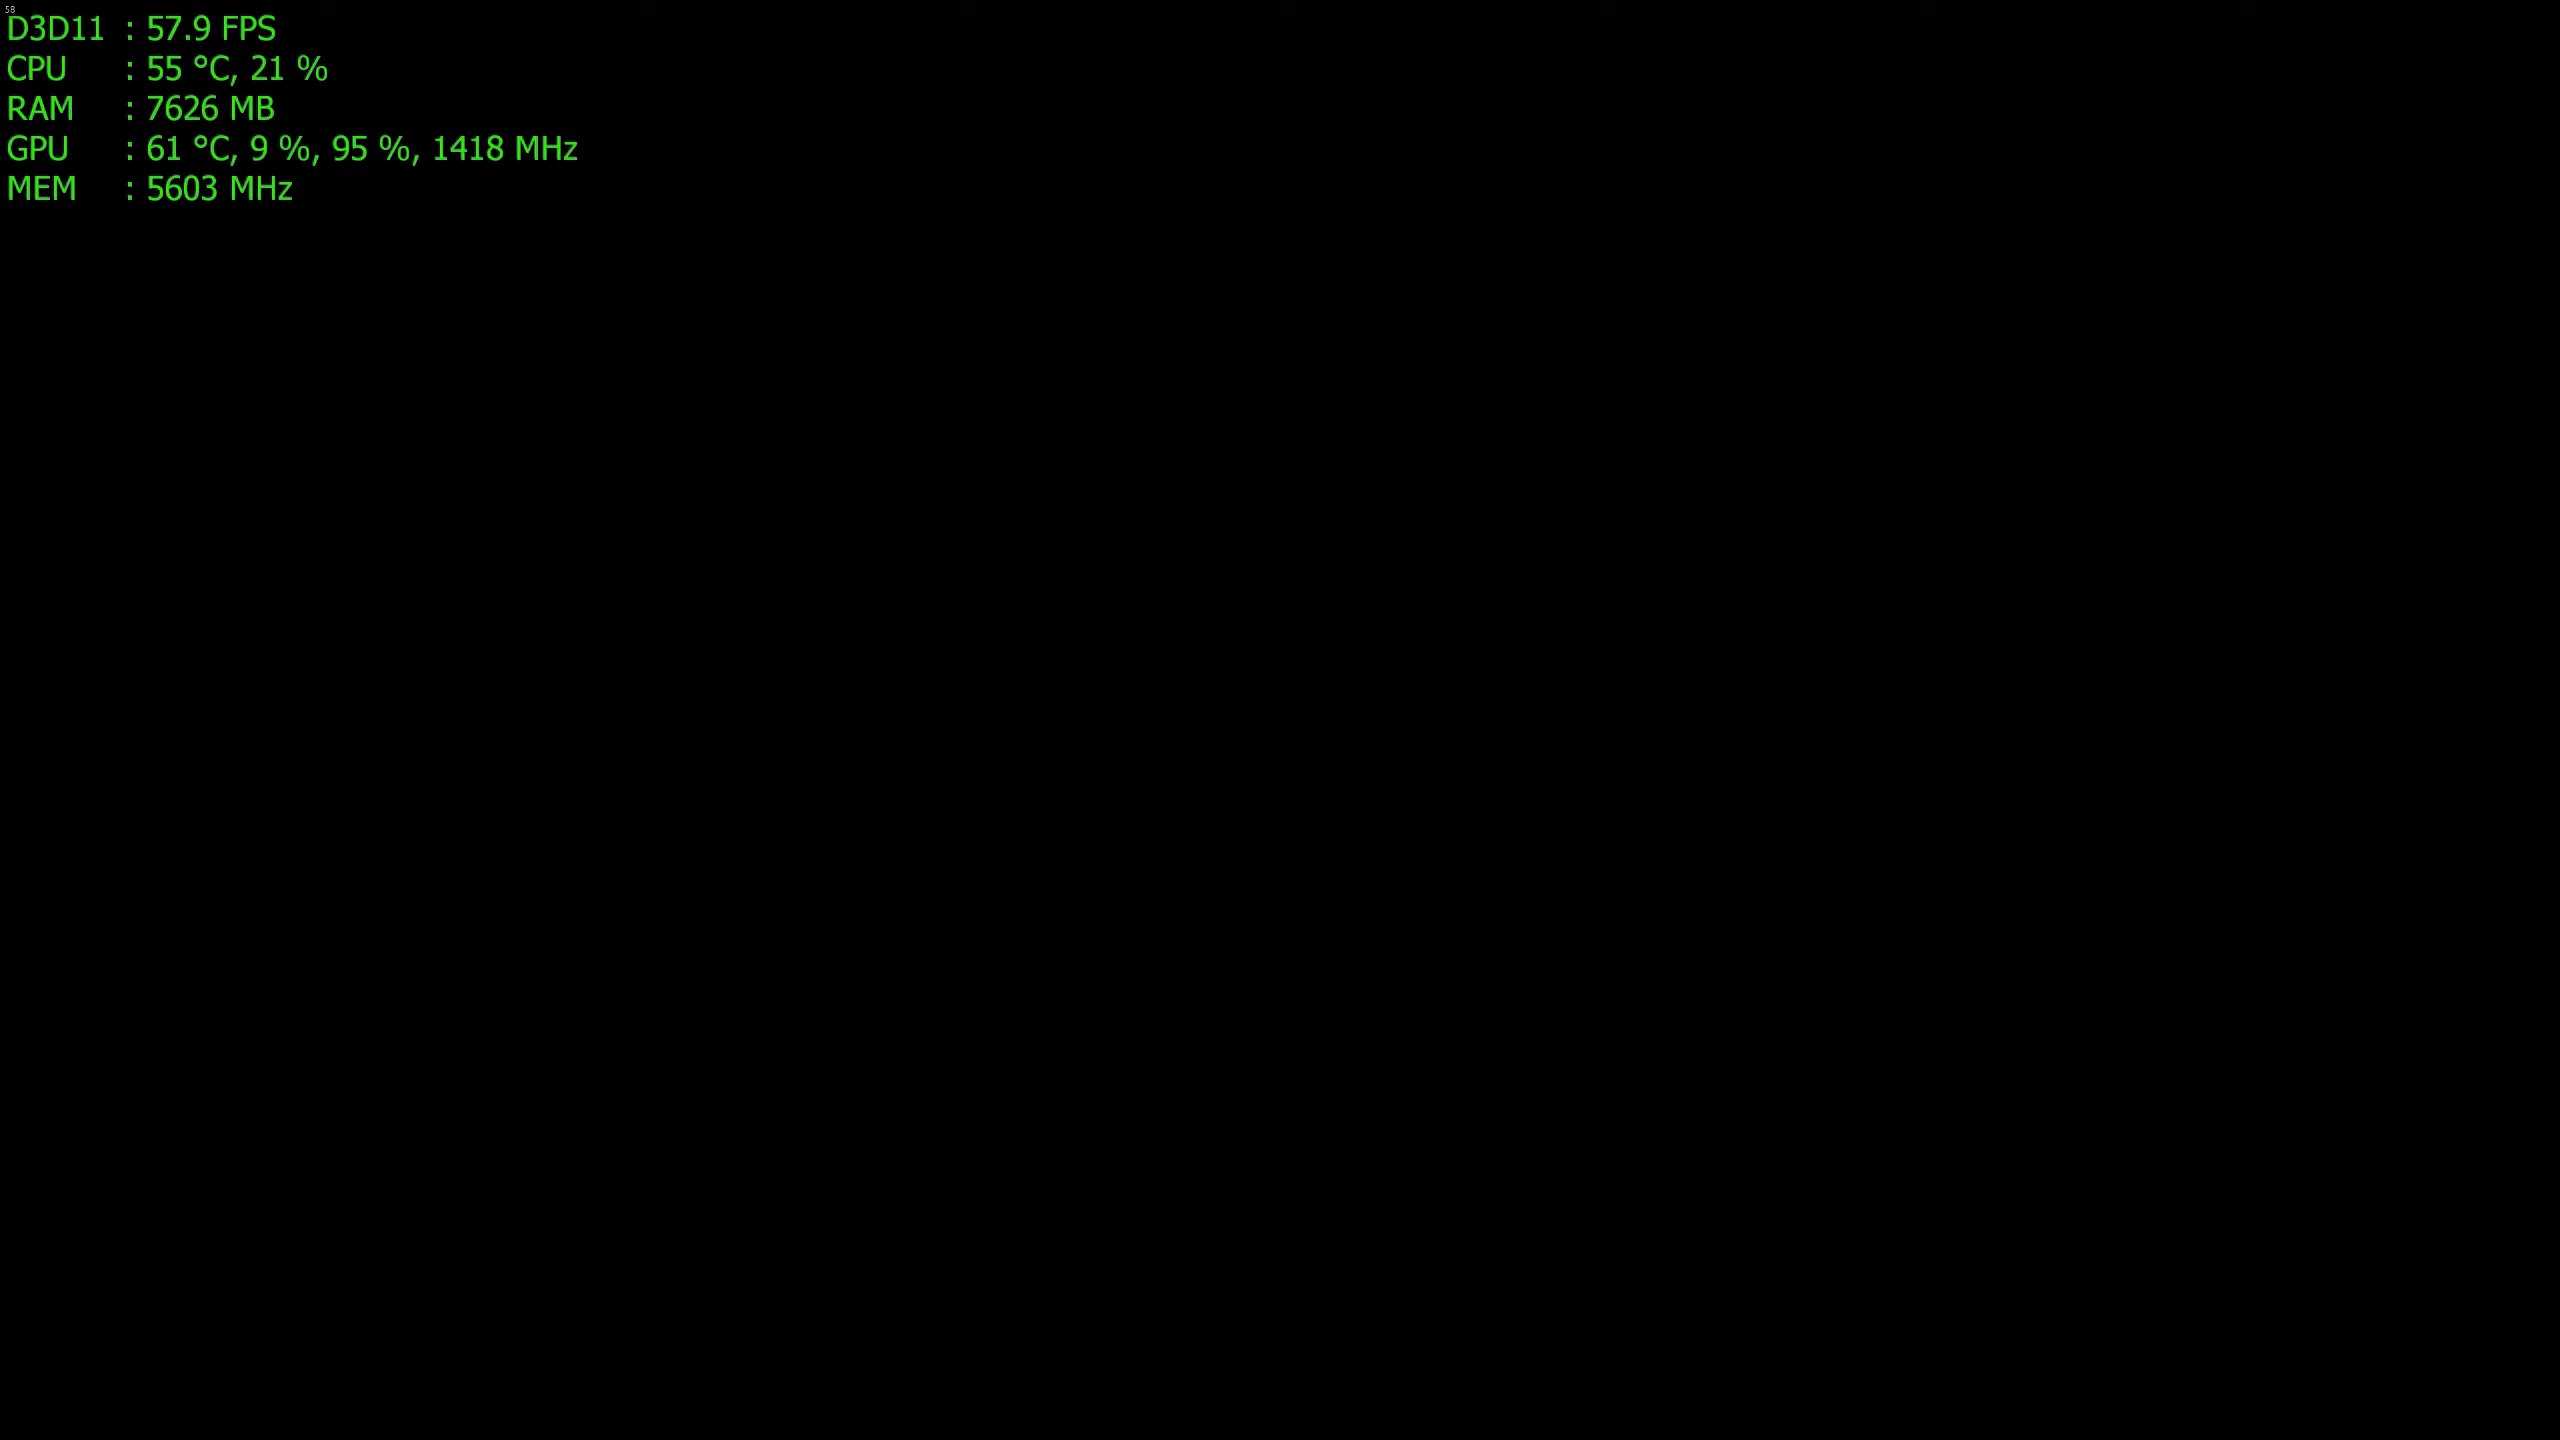 58
D3D11 : 57.9 FPS
CPU : 55 °C, 21 %
RAM : 7626 MB
GPU : 61 °C, 9 %, 95 %, 1418 MHz
MEM : 5603 MHz